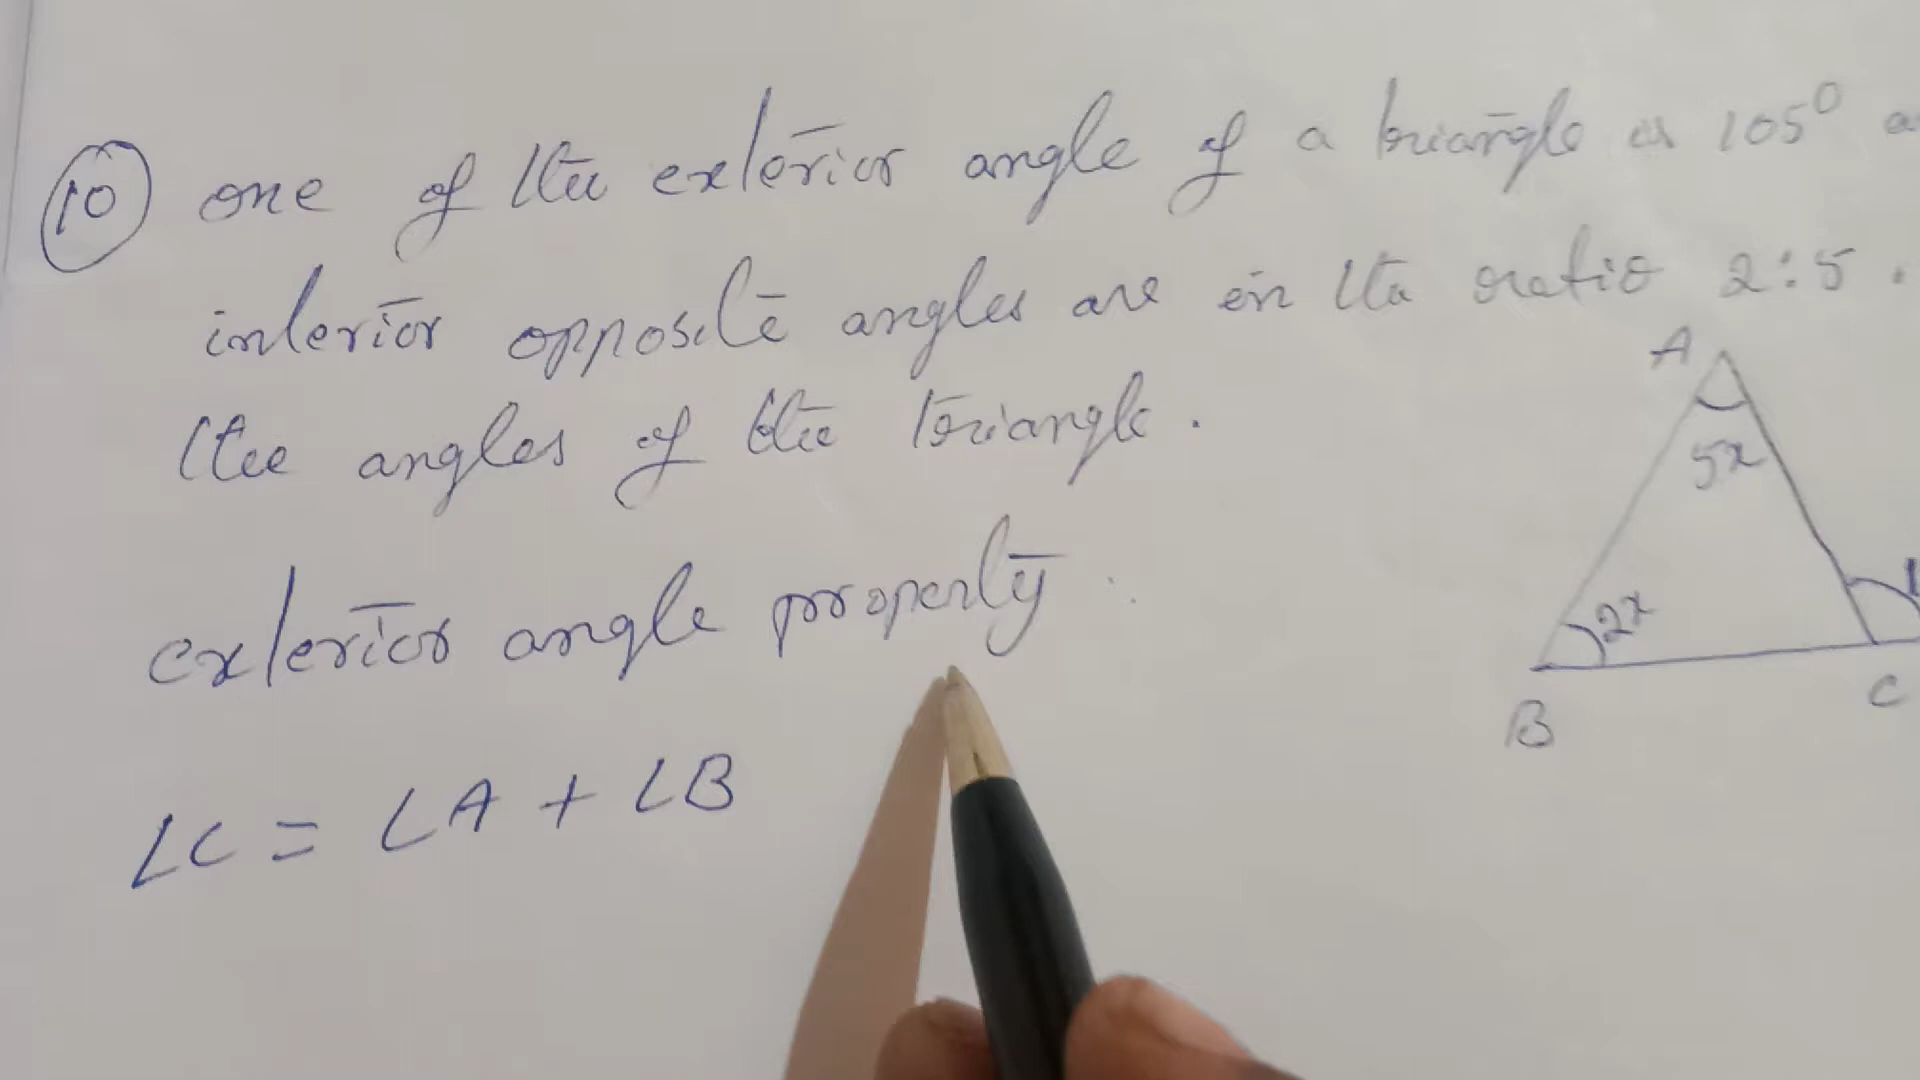 10 one of the exterior angle of a triangle is 105°
interior opposite angles are in the ratio 2:5.
the angles of the triangle.
exterior angle property
∠C = ∠A + ∠B
A
5x
2x
B
C